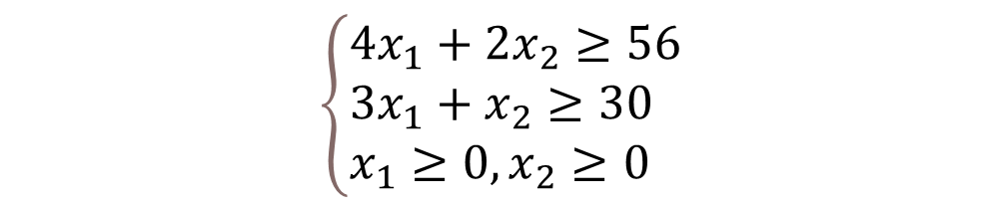 4x₁ + 2x₂ ≥ 56
3x₁ + x₂ ≥ 30
x₁ ≥ 0, x₂ ≥ 0